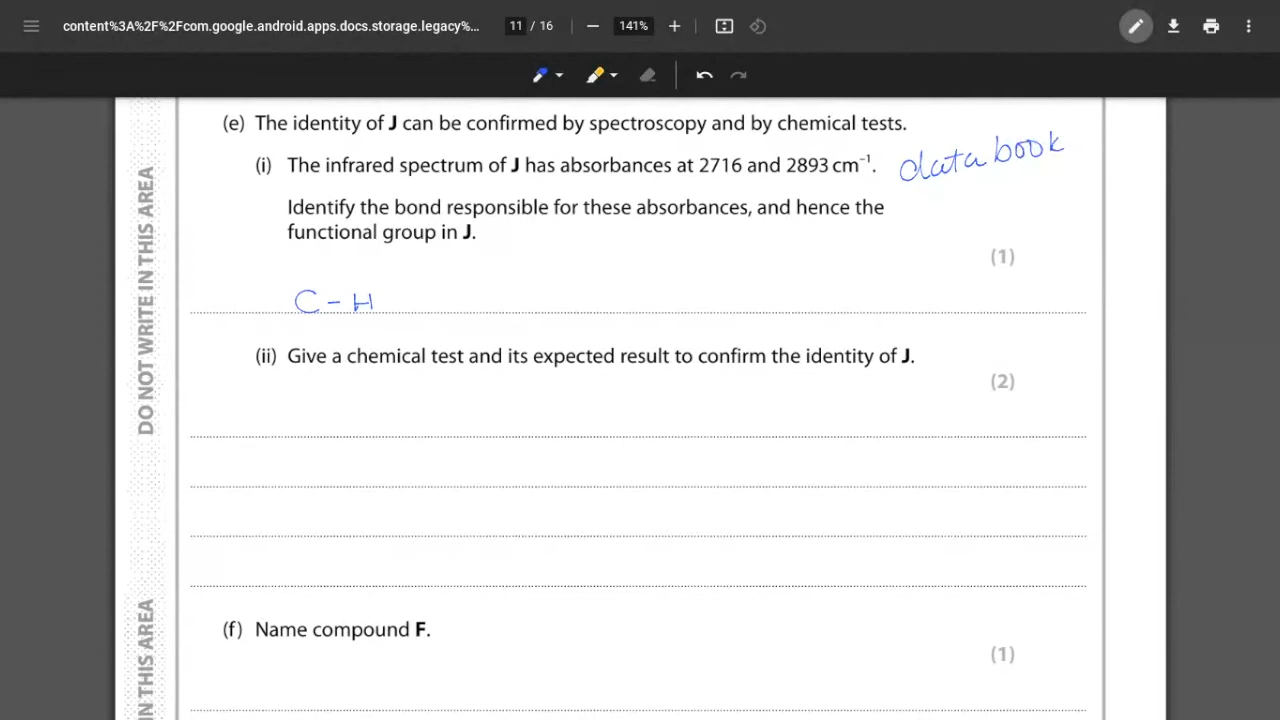 content%3A%2F%2Fcom.google.android.apps.docs.storage.legacy%... 11 / 16 141%
(e) The identity of J can be confirmed by spectroscopy and by chemical tests.
(i) The infrared spectrum of J has absorbances at 2716 and 2893 cm⁻¹. databook
Identify the bond responsible for these absorbances, and hence the
functional group in J.
(1)
C-H
(ii) Give a chemical test and its expected result to confirm the identity of J.
(2)
(f) Name compound F.
(1)
DO NOT WRITE IN THIS AREA
IN THIS AREA